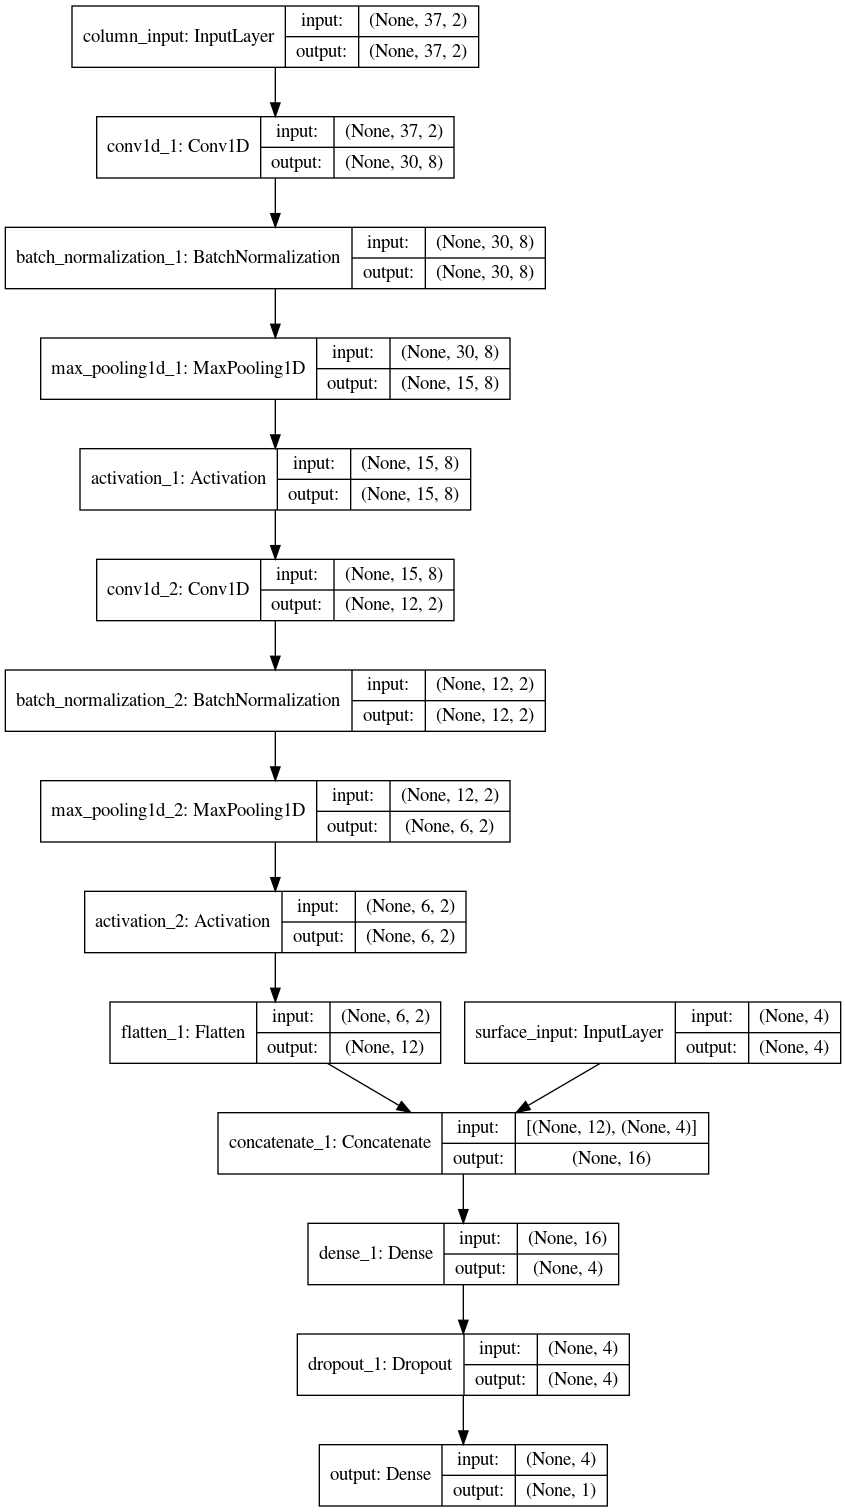 column_input: InputLayer
input:
(None, 37, 2)
output:
(None, 37, 2)
conv1d_1: Conv1D
input:
(None, 37, 2)
output:
(None, 30, 8)
batch_normalization_1: BatchNormalization
input:
(None, 30, 8)
output:
(None, 30, 8)
max_pooling1d_1: MaxPooling1D
input:
(None, 30, 8)
output:
(None, 15, 8)
activation_1: Activation
input:
(None, 15, 8)
output:
(None, 15, 8)
conv1d_2: Conv1D
input:
(None, 15, 8)
output:
(None, 12, 2)
batch_normalization_2: BatchNormalization
input:
(None, 12, 2)
output:
(None, 12, 2)
max_pooling1d_2: MaxPooling1D
input:
(None, 12, 2)
output:
(None, 6, 2)
activation_2: Activation
input:
(None, 6, 2)
output:
(None, 6, 2)
flatten_1: Flatten
input:
(None, 6, 2)
output:
(None, 12)
surface_input: InputLayer
input:
(None, 4)
output:
(None, 4)
concatenate_1: Concatenate
input:
[(None, 12), (None, 4)]
output:
(None, 16)
dense_1: Dense
input:
(None, 16)
output:
(None, 4)
dropout_1: Dropout
input:
(None, 4)
output:
(None, 4)
output: Dense
input:
(None, 4)
output:
(None, 1)